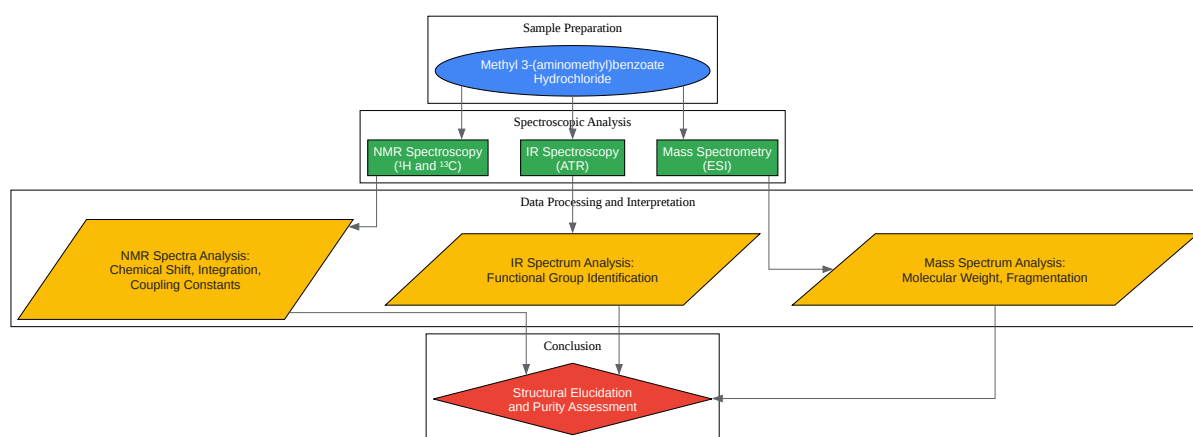 Sample Preparation
Methyl 3-(aminomethyl)benzoate
Hydrochloride
Spectroscopic Analysis
NMR Spectroscopy
(¹H and ¹³C)
IR Spectroscopy
(ATR)
Mass Spectrometry
(ESI)
Data Processing and Interpretation
NMR Spectra Analysis:
Chemical Shift, Integration,
Coupling Constants
IR Spectrum Analysis:
Functional Group Identification
Mass Spectrum Analysis:
Molecular Weight, Fragmentation
Conclusion
Structural Elucidation
and Purity Assessment